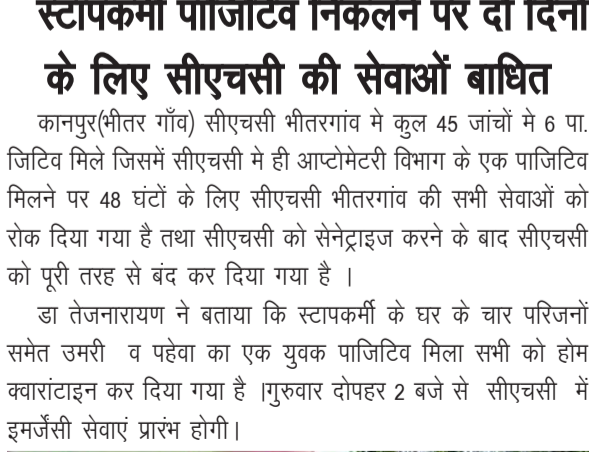 स्टापकर्मी पाजिटिव निकलने पर दो दिनों
के लिए सीएचसी की सेवाओं बाधित
कानपुर(भीतर गाँव) सीएचसी भीतरगांव मे कुल 45 जांचों मे 6 पा.
जिटिव मिले जिसमें सीएचसी मे ही आप्टोमेटरी विभाग के एक पाजिटिव
मिलने पर 48 घंटों के लिए सीएचसी भीतरगांव की सभी सेवाओं को
रोक दिया गया है तथा सीएचसी को सेनेट्राइज करने के बाद सीएचसी
को पूरी तरह से बंद कर दिया गया है ।
डा तेजनारायण ने बताया कि स्टापकर्मी के घर के चार परिजनों
समेत उमरी व पहेवा का एक युवक पाजिटिव मिला सभी को होम
क्वारांटाइन कर दिया गया है ।गुरुवार दोपहर 2 बजे से सीएचसी में
इमर्जेंसी सेवाएं प्रारंभ होगी।